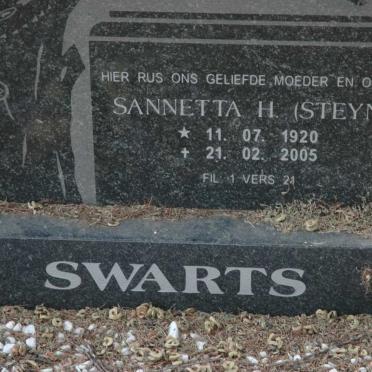 HIER RUS ONS GELIEFDE MOEDER EN O
SANNETTA H. (STEYN
★ 11. 07. 1920
✝ 21. 02. 2005
FIL 1 VERS 21
SWARTS